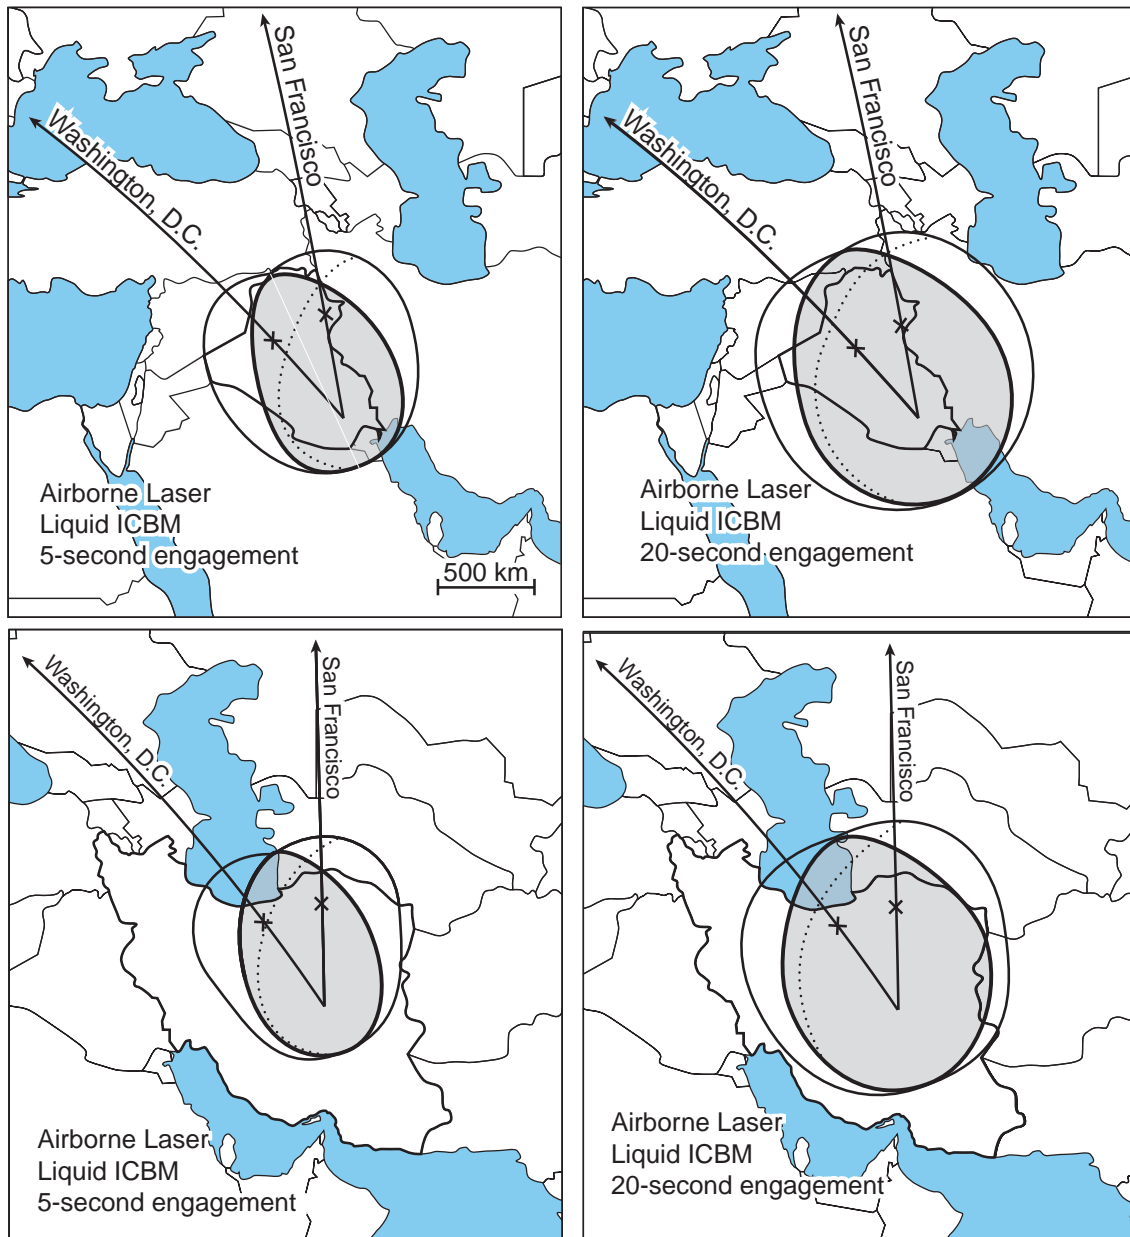 San Francisco
Washington, D.C.
Airborne Laser
Liquid ICBM
5-second engagement
500 km
San Francisco
Washington, D.C.
Airborne Laser
Liquid ICBM
20-second engagement
San Francisco
Washington, D.C.
Airborne Laser
Liquid ICBM
5-second engagement
San Francisco
Washington, D.C.
Airborne Laser
Liquid ICBM
20-second engagement